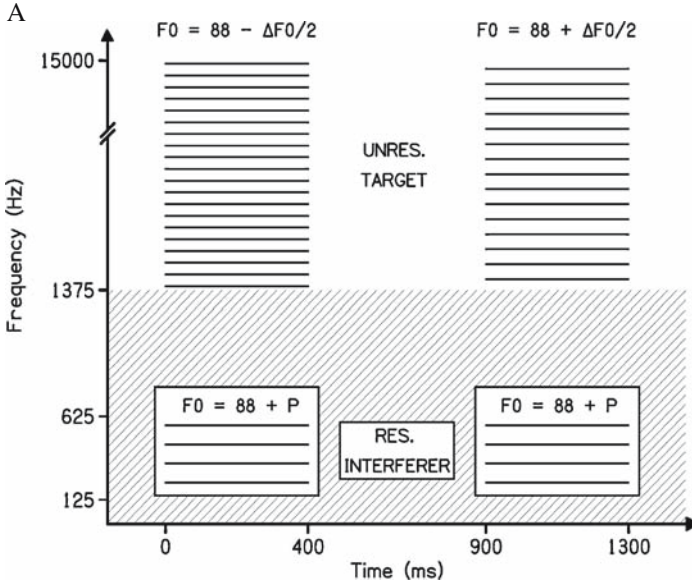 A
F0 = 88 − ΔF0/2
F0 = 88 + ΔF0/2
15000
UNRES.
TARGET
Frequency (Hz)
1375
F0 = 88 + P
F0 = 88 + P
625
RES.
INTERFERER
125
0
400
900
1300
Time (ms)